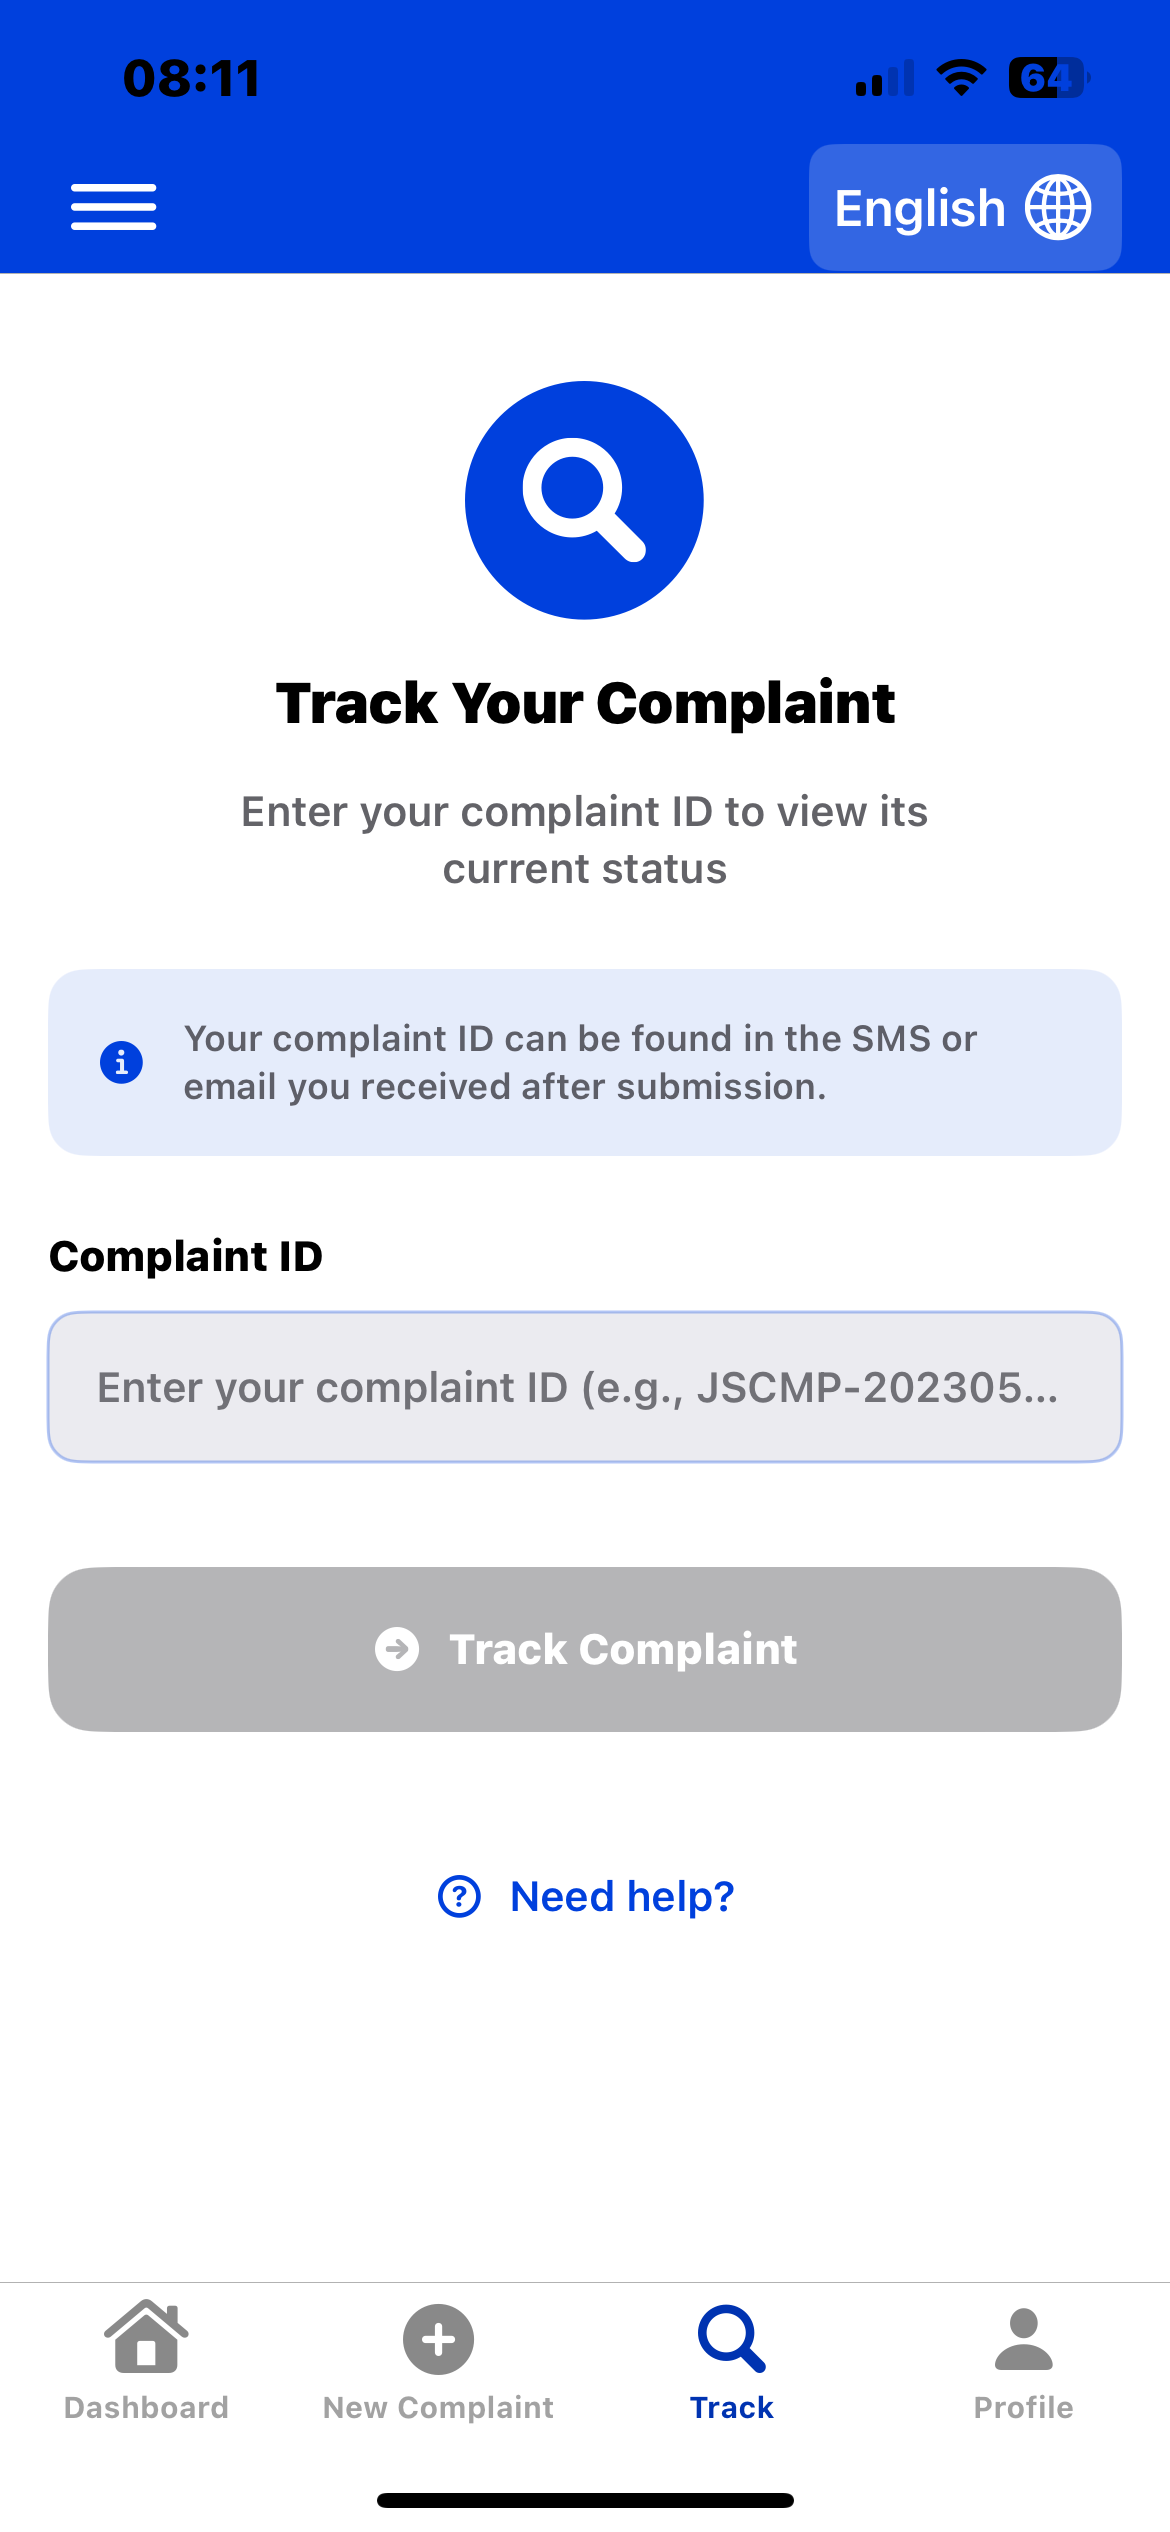 08:11
64
English
Track Your Complaint
Enter your complaint ID to view its
current status
Your complaint ID can be found in the SMS or
email you received after submission.
Complaint ID
Enter your complaint ID (e.g., JSCMP-202305...
Track Complaint
Need help?
Dashboard
New Complaint
Track
Profile